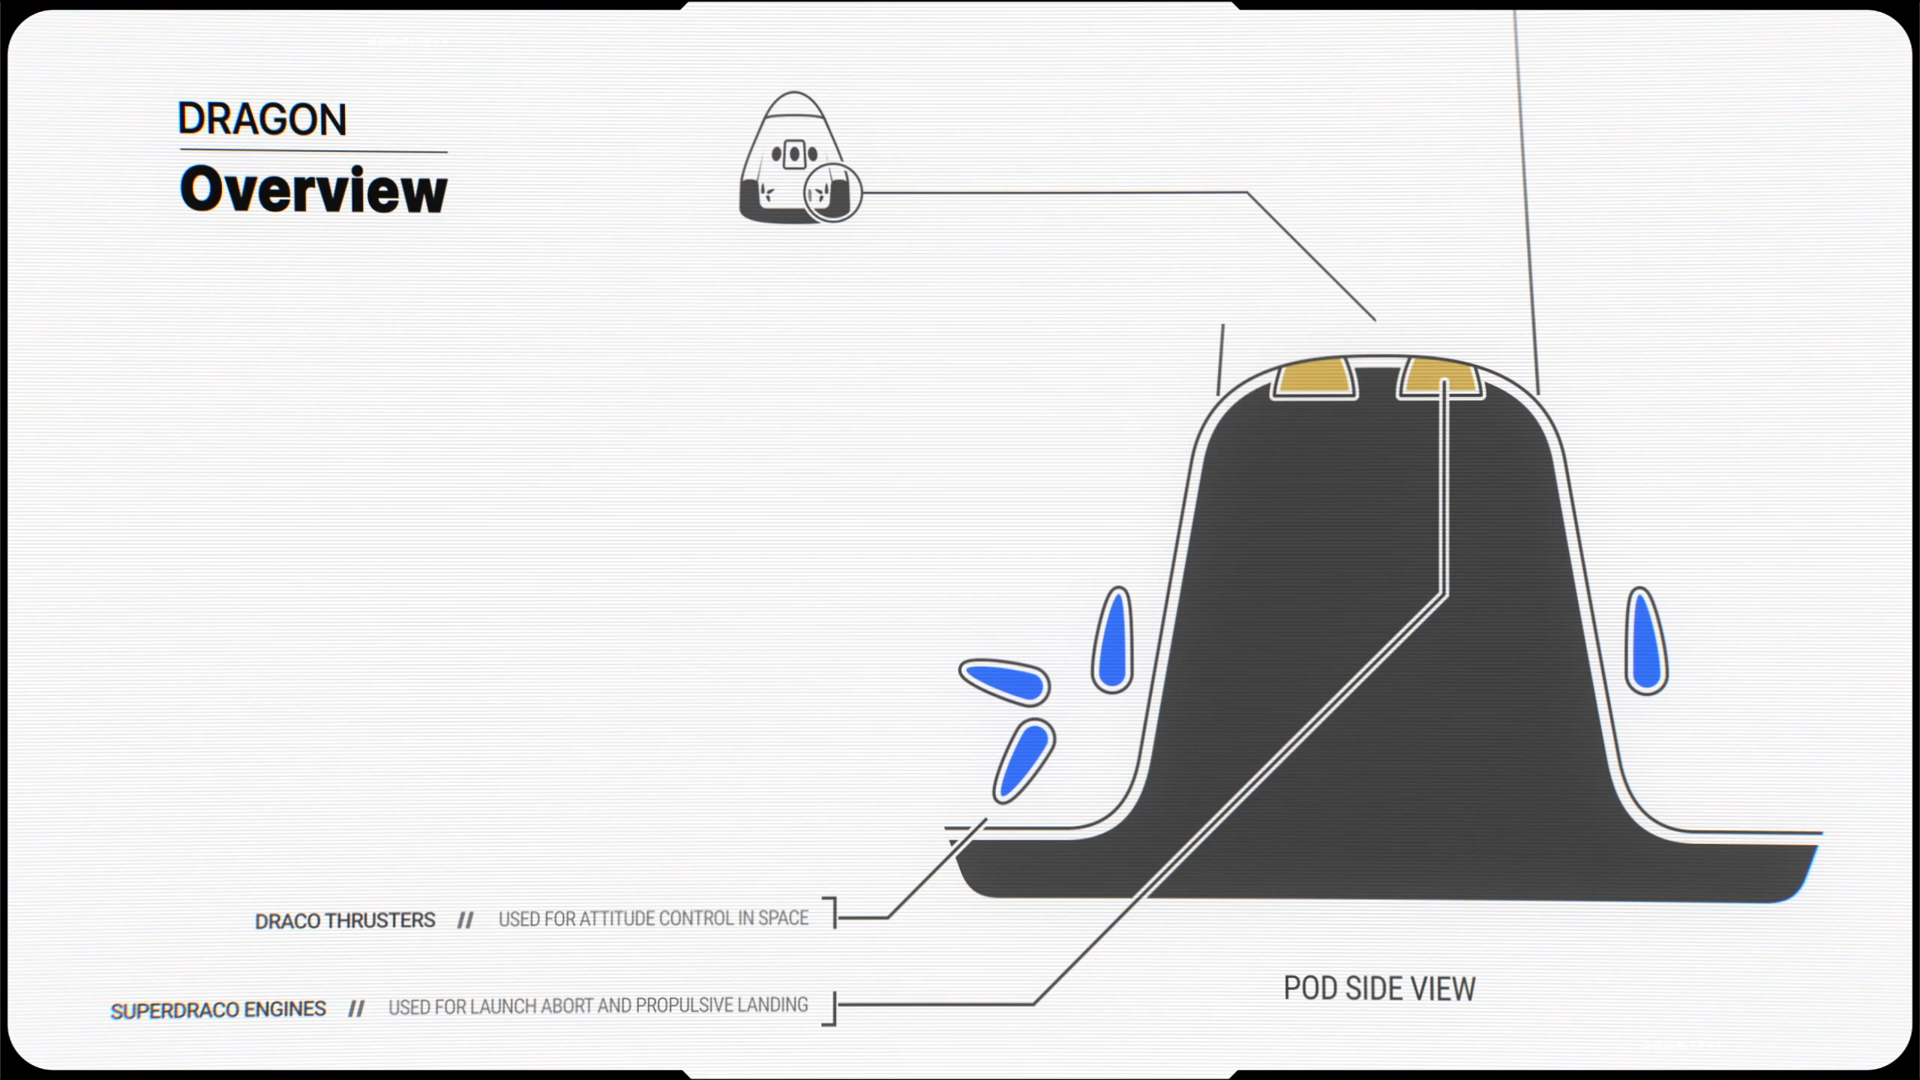 DRAGON
Overview
DRACO THRUSTERS // USED FOR ATTITUDE CONTROL IN SPACE
SUPERDRACO ENGINES // USED FOR LAUNCH ABORT AND PROPULSIVE LANDING
POD SIDE VIEW